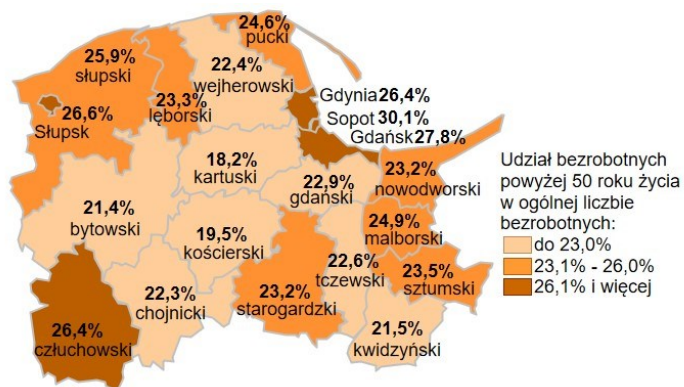 24,6%
pucki
25,9%
słupski
22,4%
wejherowski
Gdynia 26,4%
Sopot 30,1%
Gdańsk 27,8%
26,6%
Słupsk
23,3%
lęborski
18,2%
kartuski
22,9%
gdański
23,2%
nowodworski
21,4%
bytowski
19,5%
kościerski
24,9%
malborski
22,6%
tczewski
23,5%
sztumski
22,3%
chojnicki
23,2%
starogardzki
26,4%
człuchowski
21,5%
kwidzyński
Udział bezrobotnych
powyżej 50 roku życia
w ogólnej liczbie
bezrobotnych:
do 23,0%
23,1% - 26,0%
26,1% i więcej